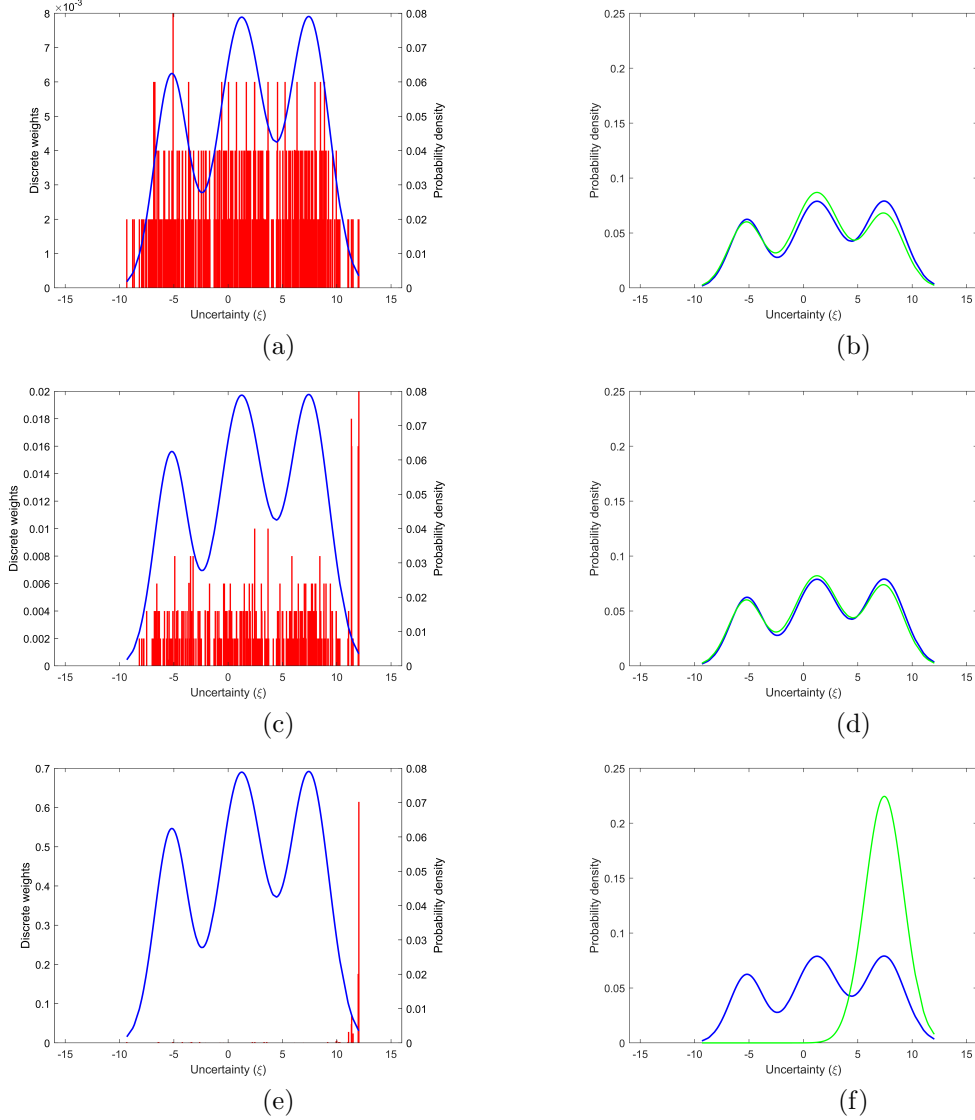 ×10-3
8
7
6
5
4
3
2
1
0
Discrete weights
0.08
0.07
0.06
0.05
0.04
0.03
0.02
0.01
0
Probability density
-15 -10 -5 0 5 10 15
Uncertainty (ξ)
(a)
0.25
0.2
0.15
0.1
0.05
0
Probability density
-15 -10 -5 0 5 10 15
Uncertainty (ξ)
(b)
0.02
0.018
0.016
0.014
0.012
0.01
0.008
0.006
0.004
0.002
0
Discrete weights
0.08
0.07
0.06
0.05
0.04
0.03
0.02
0.01
0
Probability density
-15 -10 -5 0 5 10 15
Uncertainty (ξ)
(c)
0.25
0.2
0.15
0.1
0.05
0
Probability density
-15 -10 -5 0 5 10 15
Uncertainty (ξ)
(d)
0.7
0.6
0.5
0.4
0.3
0.2
0.1
0
Discrete weights
0.08
0.07
0.06
0.05
0.04
0.03
0.02
0.01
0
Probability density
-15 -10 -5 0 5 10 15
Uncertainty (ξ)
(e)
0.25
0.2
0.15
0.1
0.05
0
Probability density
-15 -10 -5 0 5 10 15
Uncertainty (ξ)
(f)